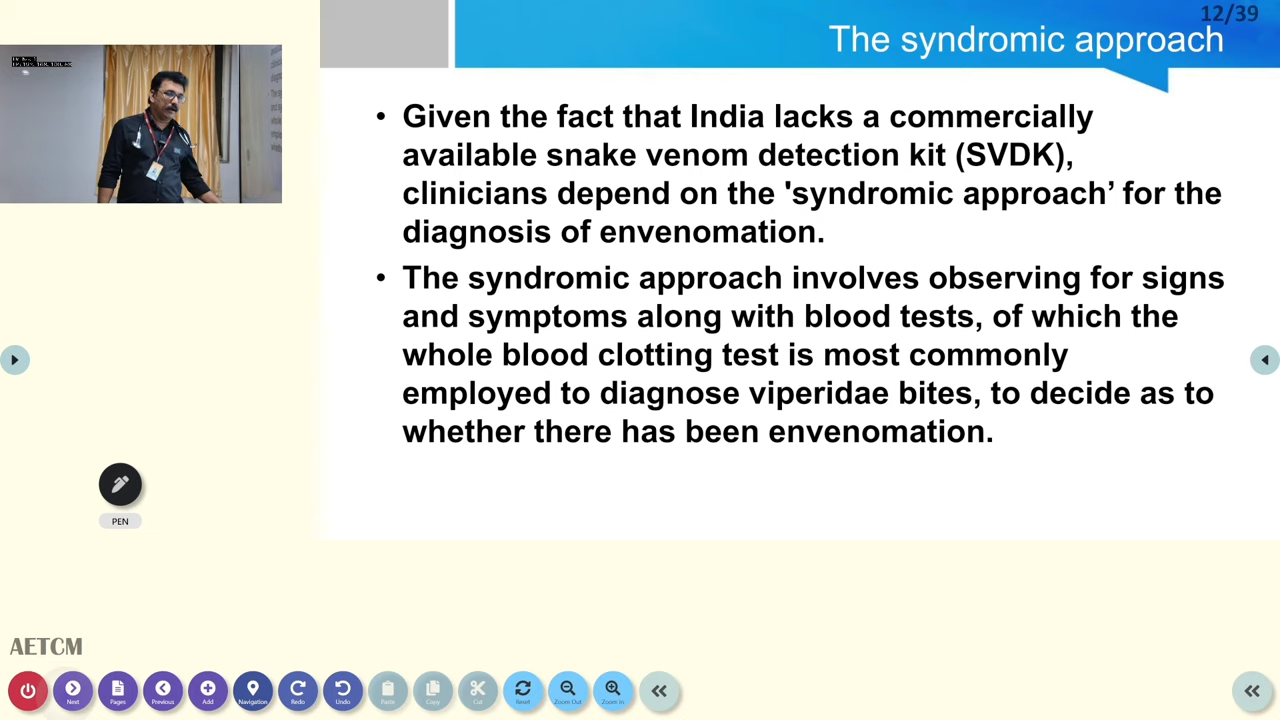 12/39
The syndromic approach
• Given the fact that India lacks a commercially
available snake venom detection kit (SVDK),
clinicians depend on the 'syndromic approach’ for the
diagnosis of envenomation.
• The syndromic approach involves observing for signs
and symptoms along with blood tests, of which the
whole blood clotting test is most commonly
employed to diagnose viperidae bites, to decide as to
whether there has been envenomation.
PEN
AETCM
Next
Pages
Previous
Add
Navigation
Redo
Undo
Paste
Copy
Cut
Reset
Zoom Out
Zoom In